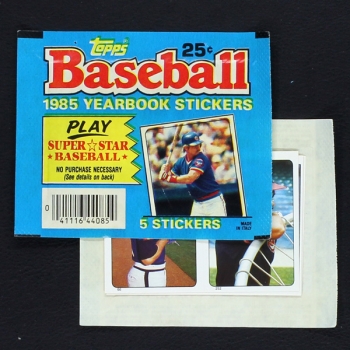 Topps 25¢
Baseball
1985 YEARBOOK STICKERS
PLAY
SUPER☆STAR
★BASEBALL★
NO PURCHASE NECESSARY
(See details on back)
5 STICKERS
MADE
IN ITALY
0 41116 44085